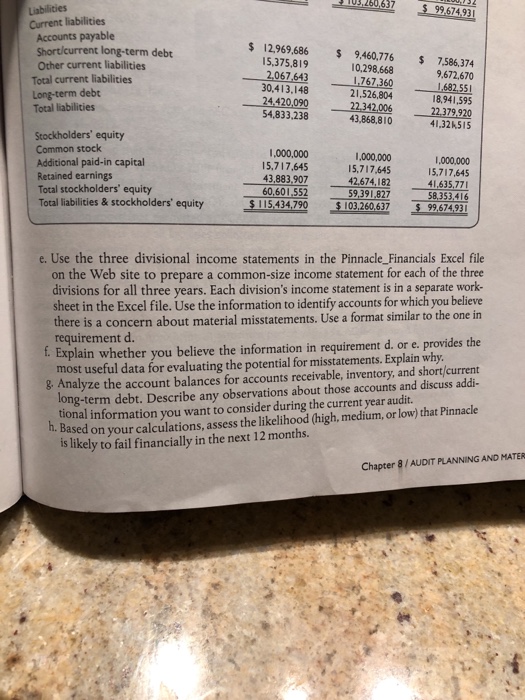 $ 103,260,637 $ 99,674,931
Liabilities
Current liabilities
Accounts payable $ 12,969,686 $ 9,460,776 $ 7,586,374
Short/current long-term debt 15,375,819 10,298,668 9,672,670
Other current liabilities 2,067,643 1,767,360 1,682,551
Total current liabilities 30,413,148 21,526,804 18,941,595
Long-term debt 24,420,090 22,342,006 22,379,920
Total liabilities 54,833,238 43,868,810
Stockholders' equity
Common stock 1,000,000 1,000,000 1,000,000
Additional paid-in capital 15,717,645 15,717,645 15,717,645
Retained earnings 43,883,907 42,674,182 41,635,771
Total stockholders' equity 60,601,552 59,391,827 58,353,416
Total liabilities & stockholders' equity $ 115,434,790 $ 103,260,637 $ 99,674,931
e. Use the three divisional income statements in the Pinnacle_Financials Excel file
on the Web site to prepare a common-size income statement for each of the three
divisions for all three years. Each division's income statement is in a separate work-
sheet in the Excel file. Use the information to identify accounts for which you believe
there is a concern about material misstatements. Use a format similar to the one in
requirement d.
f. Explain whether you believe the information in requirement d. or e. provides the
most useful data for evaluating the potential for misstatements. Explain why.
g. Analyze the account balances for accounts receivable, inventory, and short/current
long-term debt. Describe any observations about those accounts and discuss addi-
tional information you want to consider during the current year audit.
h. Based on your calculations, assess the likelihood (high, medium, or low) that Pinnacle
is likely to fail financially in the next 12 months.
Chapter 8 / AUDIT PLANNING AND MATER